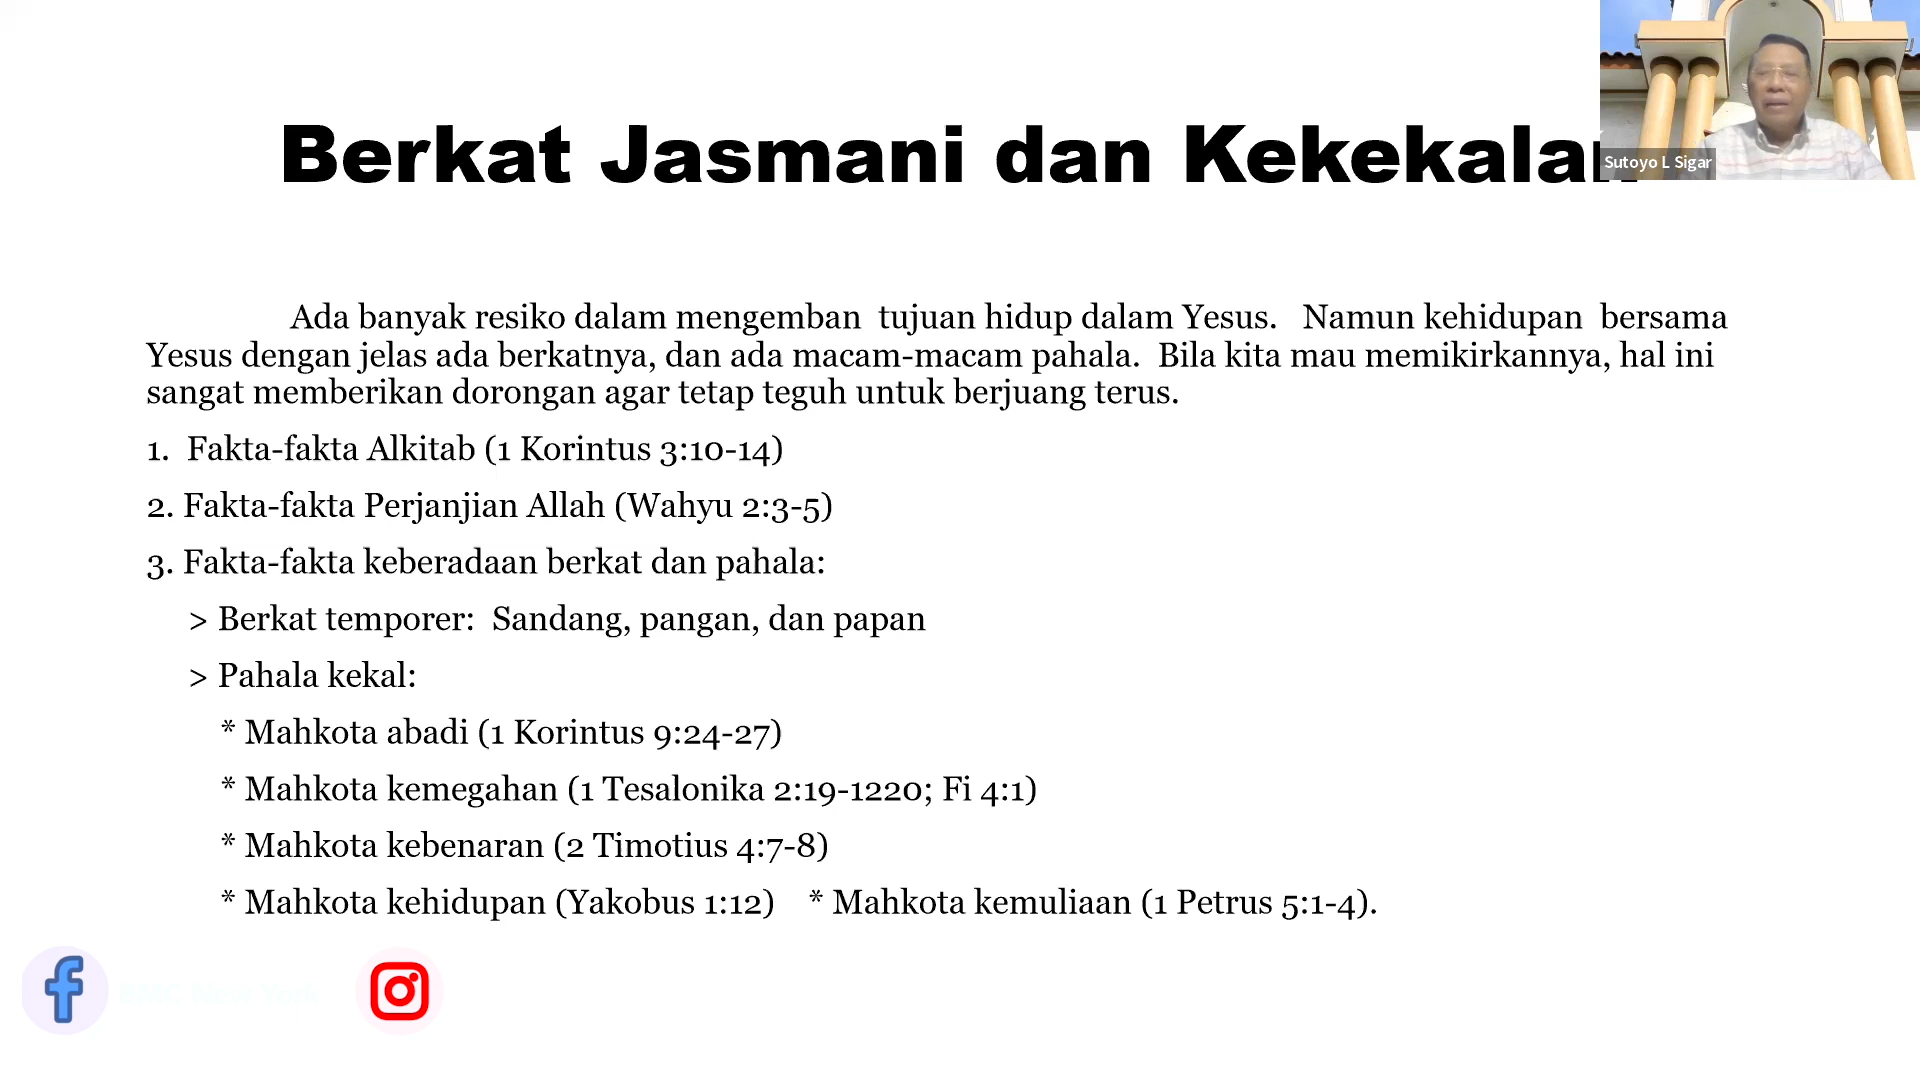 Berkat Jasmani dan Kekekalan
Sutoyo L Sigar
Ada banyak resiko dalam mengemban tujuan hidup dalam Yesus. Namun kehidupan bersama
Yesus dengan jelas ada berkatnya, dan ada macam-macam pahala. Bila kita mau memikirkannya, hal ini
sangat memberikan dorongan agar tetap teguh untuk berjuang terus.
1. Fakta-fakta Alkitab (1 Korintus 3:10-14)
2. Fakta-fakta Perjanjian Allah (Wahyu 2:3-5)
3. Fakta-fakta keberadaan berkat dan pahala:
> Berkat temporer: Sandang, pangan, dan papan
> Pahala kekal:
* Mahkota abadi (1 Korintus 9:24-27)
* Mahkota kemegahan (1 Tesalonika 2:19-1220; Fi 4:1)
* Mahkota kebenaran (2 Timotius 4:7-8)
* Mahkota kehidupan (Yakobus 1:12) * Mahkota kemuliaan (1 Petrus 5:1-4).